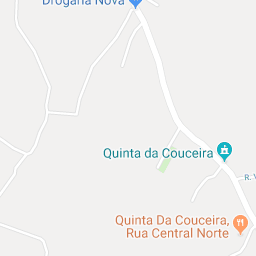 Drogaria Nova
Quinta da Couceira
R. V
Quinta Da Couceira,
Rua Central Norte